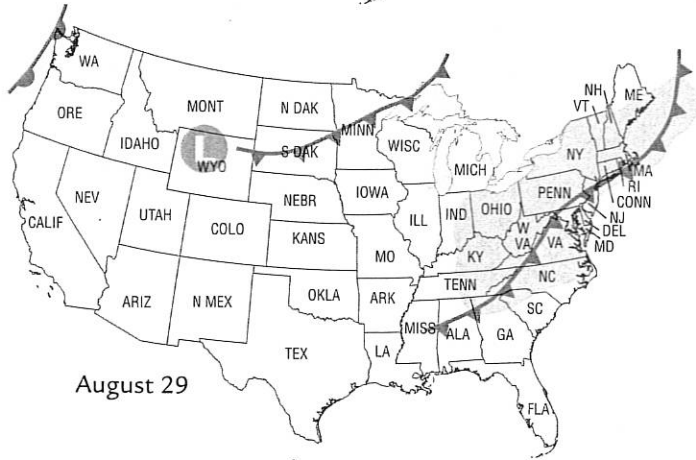 WA
MONT
N DAK
MINN
ORE
IDAHO
L
WYO
S DAK
WISC
MICH
NH
VT
ME
NY
MA
RI
CONN
NJ
DEL
MD
PENN
NEV
UTAH
COLO
NEBR
IOWA
ILL
IND
OHIO
W
VA
VA
CALIF
KANS
MO
KY
NC
TENN
ARIZ
N MEX
OKLA
ARK
SC
MISS
ALA
GA
TEX
LA
August 29
FLA